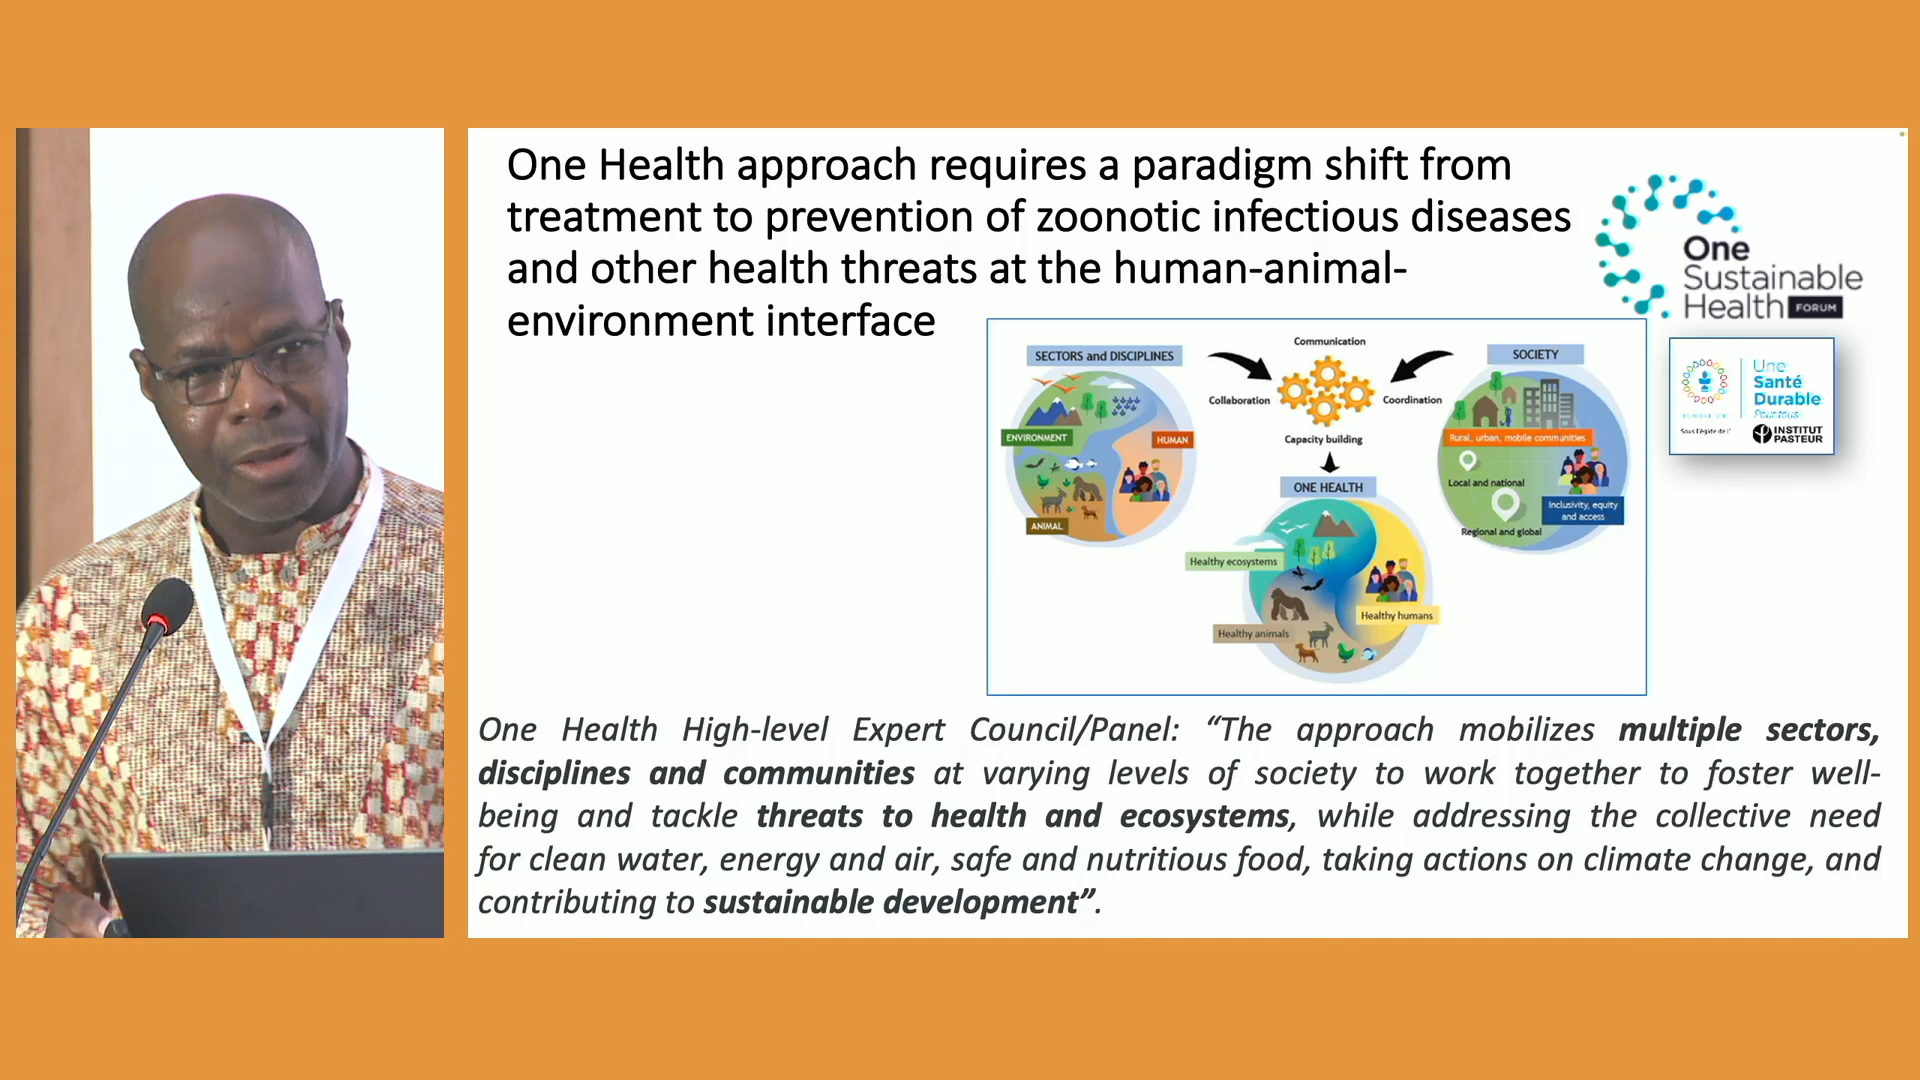 One Health approach requires a paradigm shift from
treatment to prevention of zoonotic infectious diseases
and other health threats at the human-animal-
environment interface
One
Sustainable
Health FORUM
Une
Santé
Durable
Pour tous
Sous l'égide de l'
INSTITUT
PASTEUR
SECTORS and DISCIPLINES
ENVIRONMENT
HUMAN
ANIMAL
Communication
Collaboration
Coordination
Capacity building
SOCIETY
Rural, urban, mobile communities
Local and national
Inclusivity, equity
and access
Regional and global
ONE HEALTH
Healthy ecosystems
Healthy humans
Healthy animals
One Health High-level Expert Council/Panel: “The approach mobilizes multiple sectors,
disciplines and communities at varying levels of society to work together to foster well-
being and tackle threats to health and ecosystems, while addressing the collective need
for clean water, energy and air, safe and nutritious food, taking actions on climate change, and
contributing to sustainable development”.